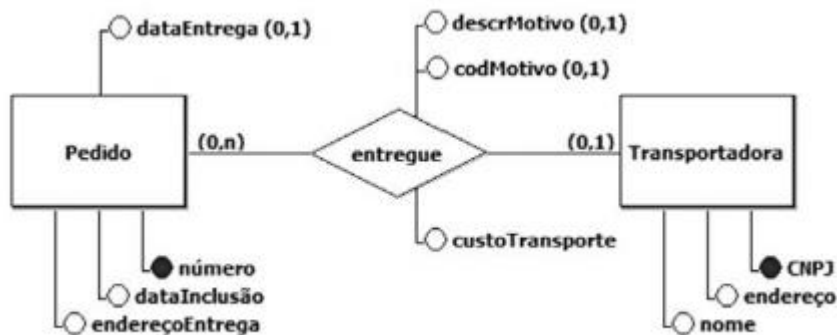 dataEntrega (0,1)
descrMotivo (0,1)
codMotivo (0,1)
Pedido
(0,n)
entregue
(0,1)
Transportadora
custoTransporte
número
dataInclusão
endereçoEntrega
CNPJ
endereço
nome